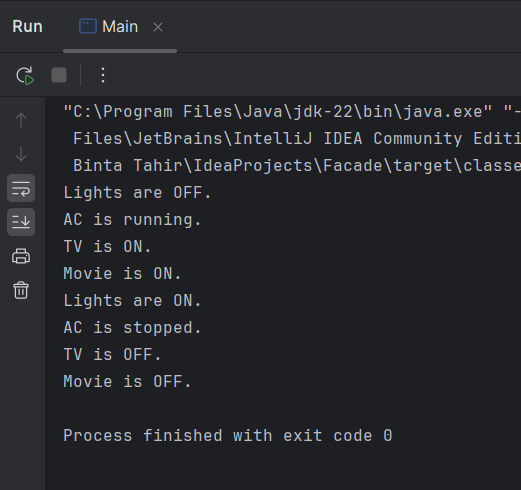 Run Main
"C:\Program Files\Java\jdk-22\bin\java.exe" "-
Files\JetBrains\IntelliJ IDEA Community Editi
Binta Tahir\IdeaProjects\Facade\target\classe
Lights are OFF.
AC is running.
TV is ON.
Movie is ON.
Lights are ON.
AC is stopped.
TV is OFF.
Movie is OFF.
Process finished with exit code 0